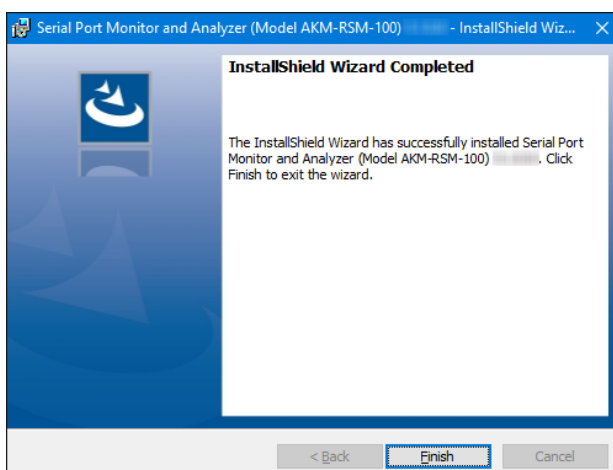 Serial Port Monitor and Analyzer (Model AKM-RSM-100) - InstallShield Wiz...
InstallShield Wizard Completed
The InstallShield Wizard has successfully installed Serial Port
Monitor and Analyzer (Model AKM-RSM-100) . Click
Finish to exit the wizard.
< Back Finish Cancel